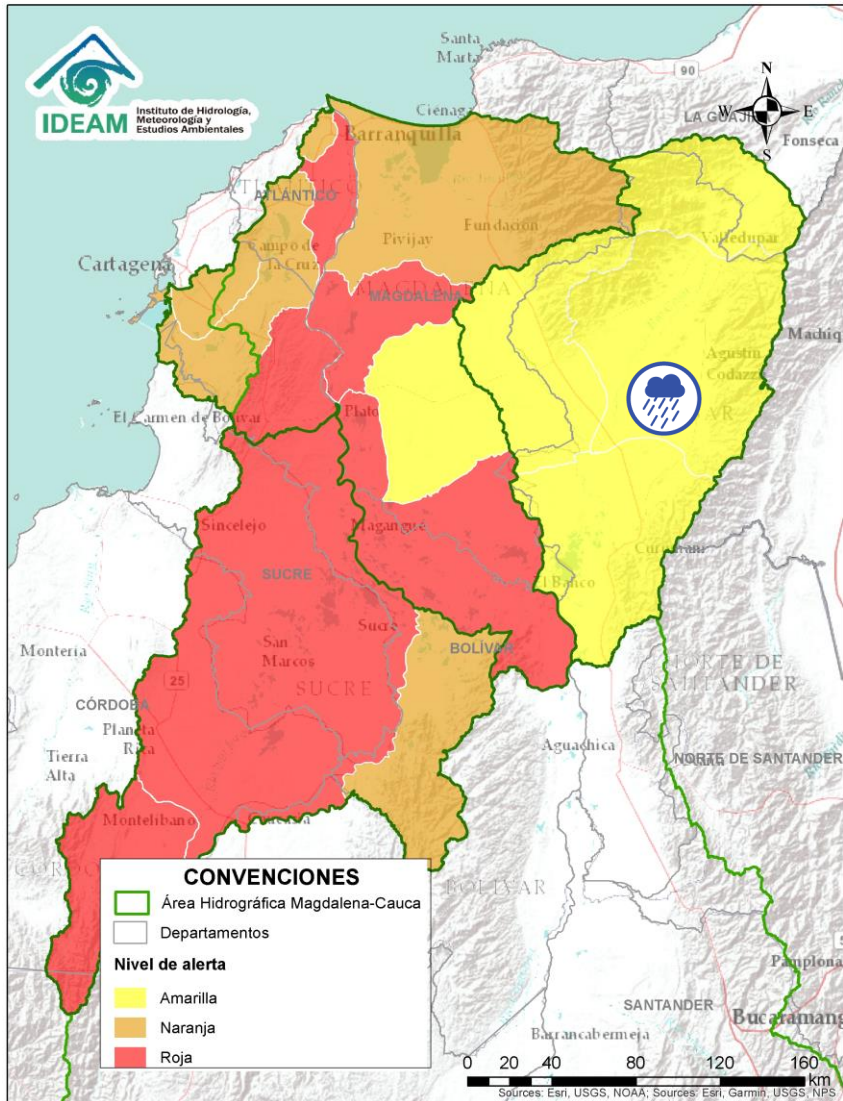 IDEAM
Instituto de Hidrología,
Meteorología y
Estudios Ambientales
Santa
Marta
Ciénaga
90
N
W
E
S
LA GUAJI
Fonseca
Barranquilla
ATLÁNTICO
Campo de
la Cruz
Pivijay
Fundación
Valledupar
Cartagena
MAGDALENA
Machiq
Agustín
Codazzi
El Carmen de Bolívar
Plato
Sincelejo
Magangué
SUCRE
El Banco
Montería
Sucre
San
Marcos
BOLÍVAR
SUCRE
NORTE DE
SANTANDER
25
CÓRDOBA
Planeta
Rica
Tierra
Alta
Aguachica
NORTE DE SANTANDER
Montelíbano
BOLÍVAR
Pamplona
SANTANDER
Bucaramang
Barrancabermeja
CONVENCIONES
Área Hidrográfica Magdalena-Cauca
Departamentos
Nivel de alerta
Amarilla
Naranja
Roja
0 20 40 80 120 160
km
Sources: Esri, USGS, NOAA; Sources: Esri, Garmin, USGS, NPS